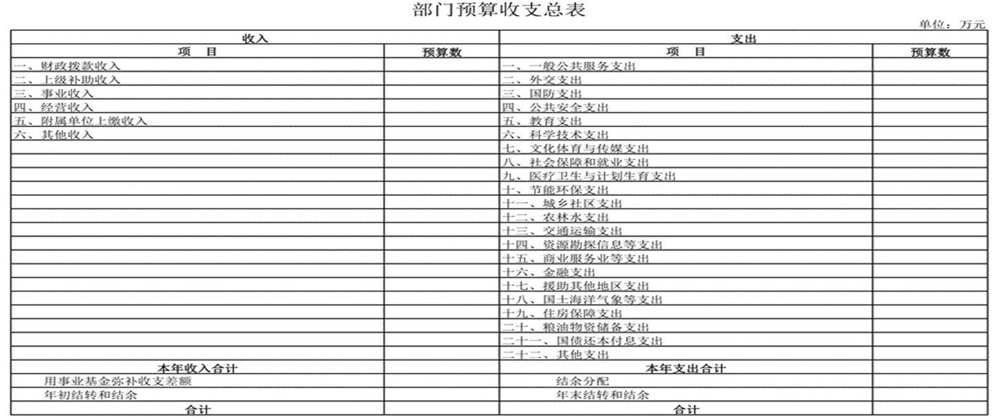 部门预算收支总表
单位：万元
收入 支出
项 目 预算数 项 目 预算数
一、财政拨款收入 一、一般公共服务支出
二、上级补助收入 二、外交支出
三、事业收入 三、国防支出
四、经营收入 四、公共安全支出
五、附属单位上缴收入 五、教育支出
六、其他收入 六、科学技术支出
七、文化体育与传媒支出
八、社会保障和就业支出
九、医疗卫生与计划生育支出
十、节能环保支出
十一、城乡社区支出
十二、农林水支出
十三、交通运输支出
十四、资源勘探信息等支出
十五、商业服务业等支出
十六、金融支出
十七、援助其他地区支出
十八、国土海洋气象等支出
十九、住房保障支出
二十、粮油物资储备支出
二十一、国债还本付息支出
二十二、其他支出
本年收入合计 本年支出合计
用事业基金弥补收支差额 结余分配
年初结转和结余 年末结转和结余
合计 合计